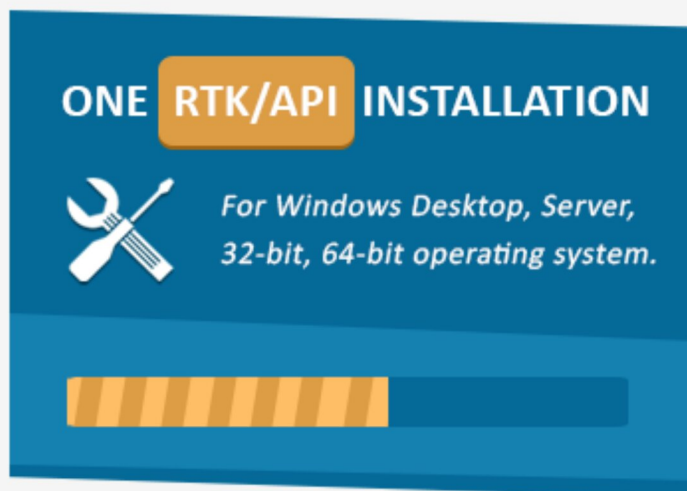 ONE RTK/API INSTALLATION
For Windows Desktop, Server,
32-bit, 64-bit operating system.